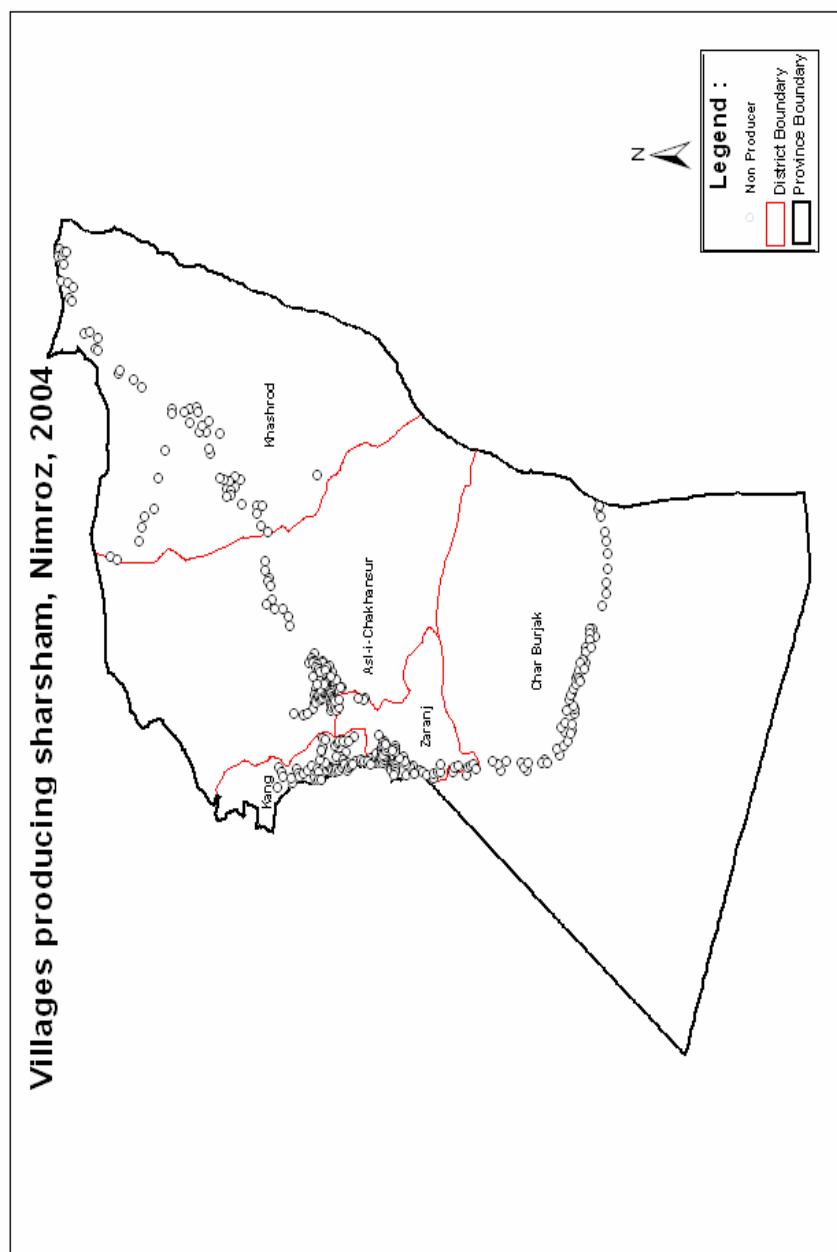 Villages producing sharsham, Nimroz, 2004
Khashrod
Kang
Asl-i-Chakhansur
Zaranj
Char Burjak
N
Legend :
Non Producer
District Boundary
Province Boundary